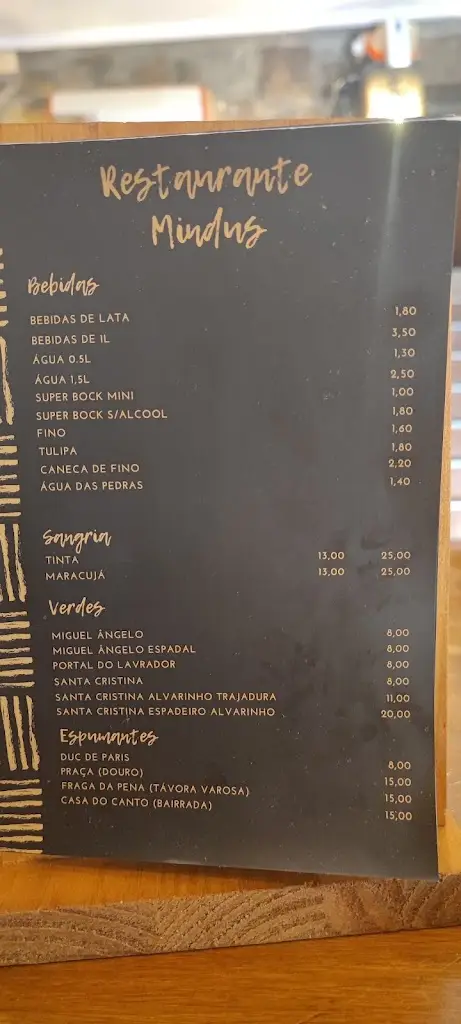 Restaurante
Mindus
Bebidas
BEBIDAS DE LATA 1,80
BEBIDAS DE 1L 3,50
ÁGUA 0.5L 1,30
ÁGUA 1,5L 2,50
SUPER BOCK MINI 1,00
SUPER BOCK S/ALCOOL 1,80
FINO 1,60
TULIPA 1,80
CANECA DE FINO 2,20
ÁGUA DAS PEDRAS 1,40
Sangria
TINTA 13,00 25,00
MARACUJÁ 13,00 25,00
Verdes
MIGUEL ÂNGELO 8,00
MIGUEL ÂNGELO ESPADAL 8,00
PORTAL DO LAVRADOR 8,00
SANTA CRISTINA 8,00
SANTA CRISTINA ALVARINHO TRAJADURA 11,00
SANTA CRISTINA ESPADEIRO ALVARINHO 20,00
Espumantes
DUC DE PARIS 8,00
PRAÇA (DOURO) 15,00
FRAGA DA PENA (TÁVORA VAROSA) 15,00
CASA DO CANTO (BAIRRADA) 15,00